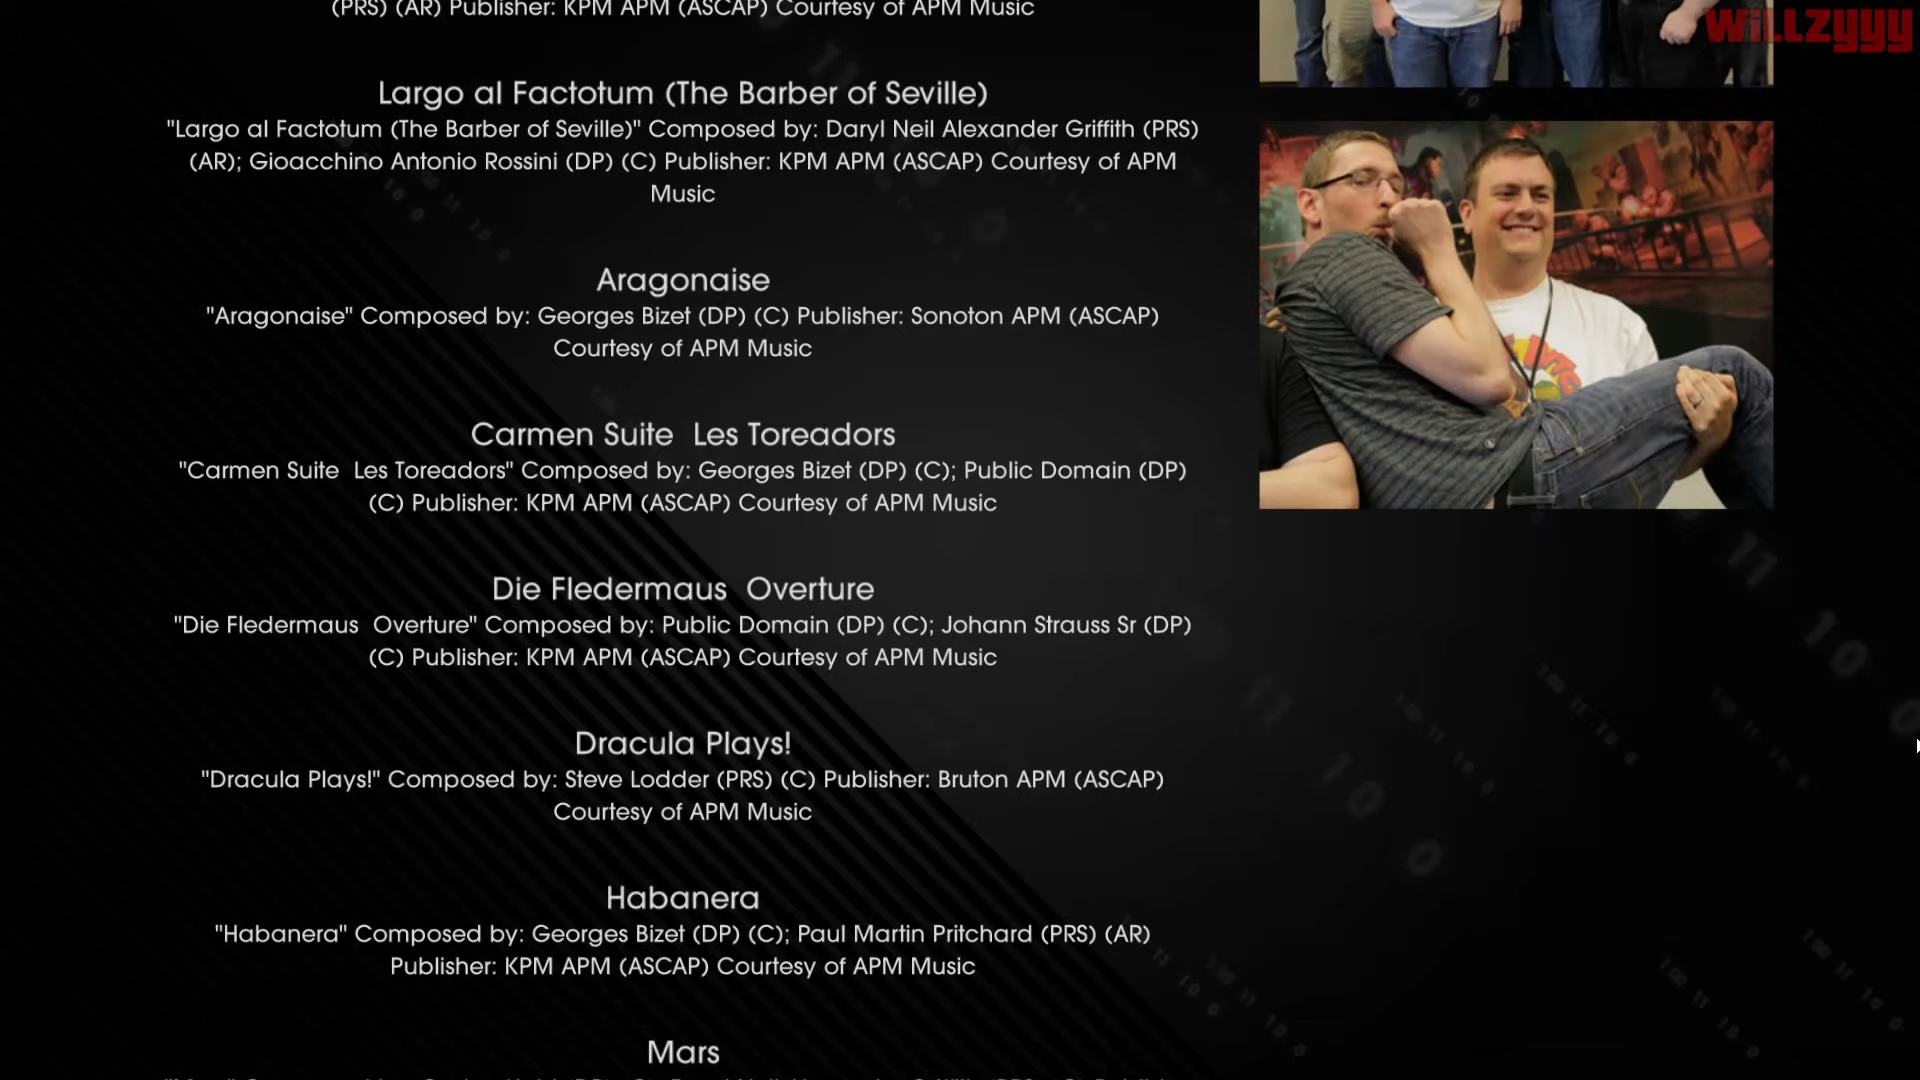 (PRS) (AR) Publisher: KPM APM (ASCAP) Courtesy of APM Music
WiLLZyyy
Largo al Factotum (The Barber of Seville)
"Largo al Factotum (The Barber of Seville)" Composed by: Daryl Neil Alexander Griffith (PRS)
(AR); Gioacchino Antonio Rossini (DP) (C) Publisher: KPM APM (ASCAP) Courtesy of APM
Music
Aragonaise
"Aragonaise" Composed by: Georges Bizet (DP) (C) Publisher: Sonoton APM (ASCAP)
Courtesy of APM Music
Carmen Suite  Les Toreadors
"Carmen Suite  Les Toreadors" Composed by: Georges Bizet (DP) (C); Public Domain (DP)
(C) Publisher: KPM APM (ASCAP) Courtesy of APM Music
Die Fledermaus  Overture
"Die Fledermaus  Overture" Composed by: Public Domain (DP) (C); Johann Strauss Sr (DP)
(C) Publisher: KPM APM (ASCAP) Courtesy of APM Music
Dracula Plays!
"Dracula Plays!" Composed by: Steve Lodder (PRS) (C) Publisher: Bruton APM (ASCAP)
Courtesy of APM Music
Habanera
"Habanera" Composed by: Georges Bizet (DP) (C); Paul Martin Pritchard (PRS) (AR)
Publisher: KPM APM (ASCAP) Courtesy of APM Music
Mars